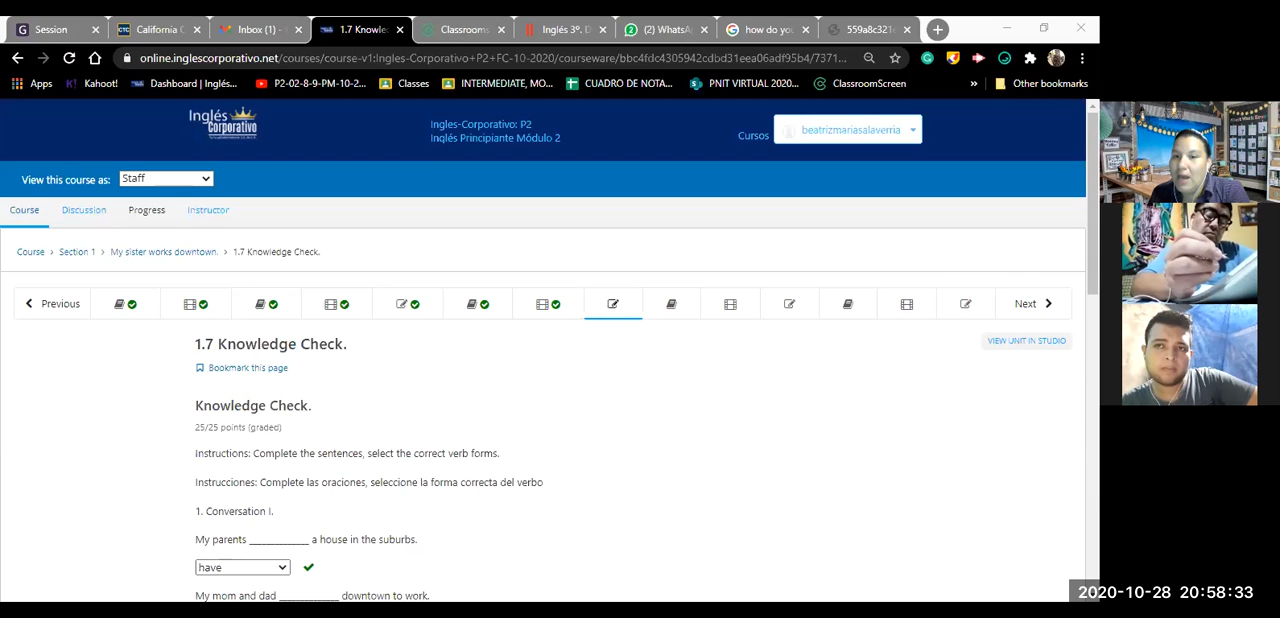 Session
California C
Inbox (1) -
1.7 Knowle
Classrooms
Inglés 3º. D
(2) WhatsA
how do you
559a8c321
online.inglescorporativo.net/courses/course-v1:Ingles-Corporativo+P2+FC-10-2020/courseware/bbc4fdc4305942cdbd31eea06adf95b4/7371...
Apps
Kahoot!
Dashboard | Inglés...
P2-02-8-9-PM-10-2...
Classes
INTERMEDIATE, MO...
CUADRO DE NOTA...
PNIT VIRTUAL 2020...
ClassroomScreen
»
Other bookmarks
Inglés
Corporativo
Ingles-Corporativo: P2
Inglés Principiante Módulo 2
Cursos
beatrizmariasalaverria
View this course as:
Staff
Course
Discussion
Progress
Instructor
Course > Section 1 > My sister works downtown. > 1.7 Knowledge Check.
Previous
Next
1.7 Knowledge Check.
VIEW UNIT IN STUDIO
Bookmark this page
Knowledge Check.
25/25 points (graded)
Instructions: Complete the sentences, select the correct verb forms.
Instrucciones: Complete las oraciones, seleccione la forma correcta del verbo
1. Conversation I.
My parents _____________ a house in the suburbs.
have
My mom and dad _____________ downtown to work.
2020-10-28 20:58:33